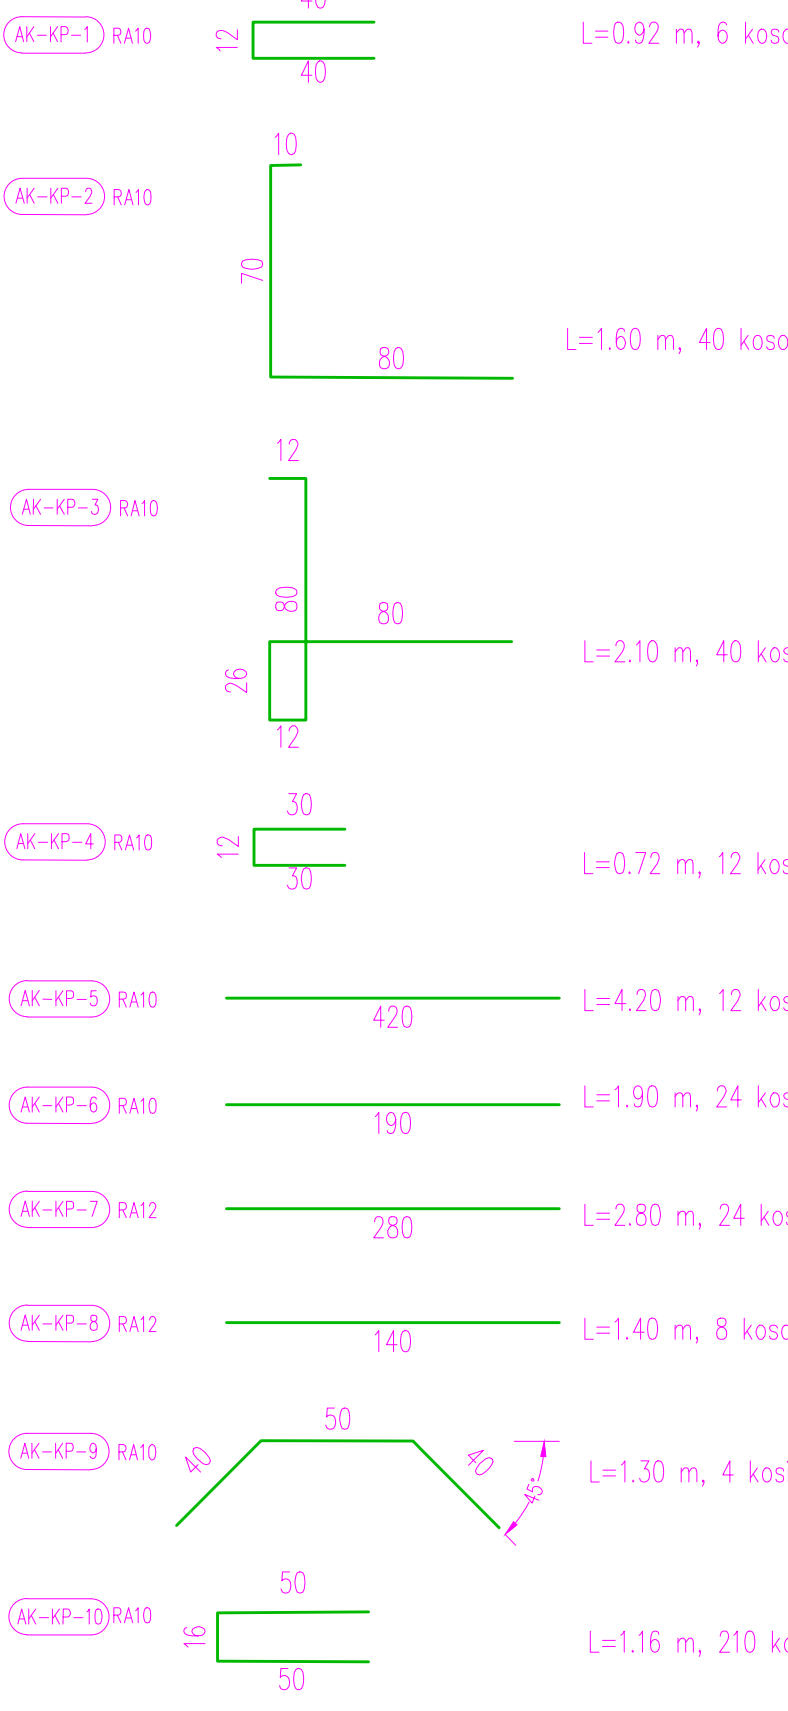 40
AK-KP-1 RA10 12 L=0.92 m, 6
40
10
AK-KP-2 RA10
70
L=1.60 m, 40
80
12
AK-KP-3 RA10
80
80
26
L=2.10 m, 40
12
30
AK-KP-4 RA10 12
L=0.72 m, 12
30
AK-KP-5 RA10 L=4.20 m, 12
420
AK-KP-6 RA10 L=1.90 m, 24
190
AK-KP-7 RA12 L=2.80 m, 24
280
AK-KP-8 RA12 L=1.40 m, 8
140
50
AK-KP-9 RA10 40 40
45°
L=1.30 m, 4
50
AK-KP-10 RA10
16
L=1.16 m, 210
50